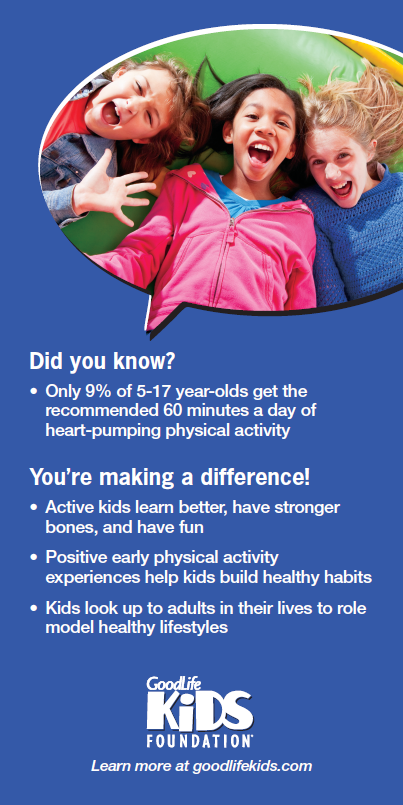 Did you know?
• Only 9% of 5-17 year-olds get the
recommended 60 minutes a day of
heart-pumping physical activity
You're making a difference!
• Active kids learn better, have stronger
bones, and have fun
• Positive early physical activity
experiences help kids build healthy habits
• Kids look up to adults in their lives to role
model healthy lifestyles
GoodLife
KiDS
FOUNDATION
Learn more at goodlifekids.com